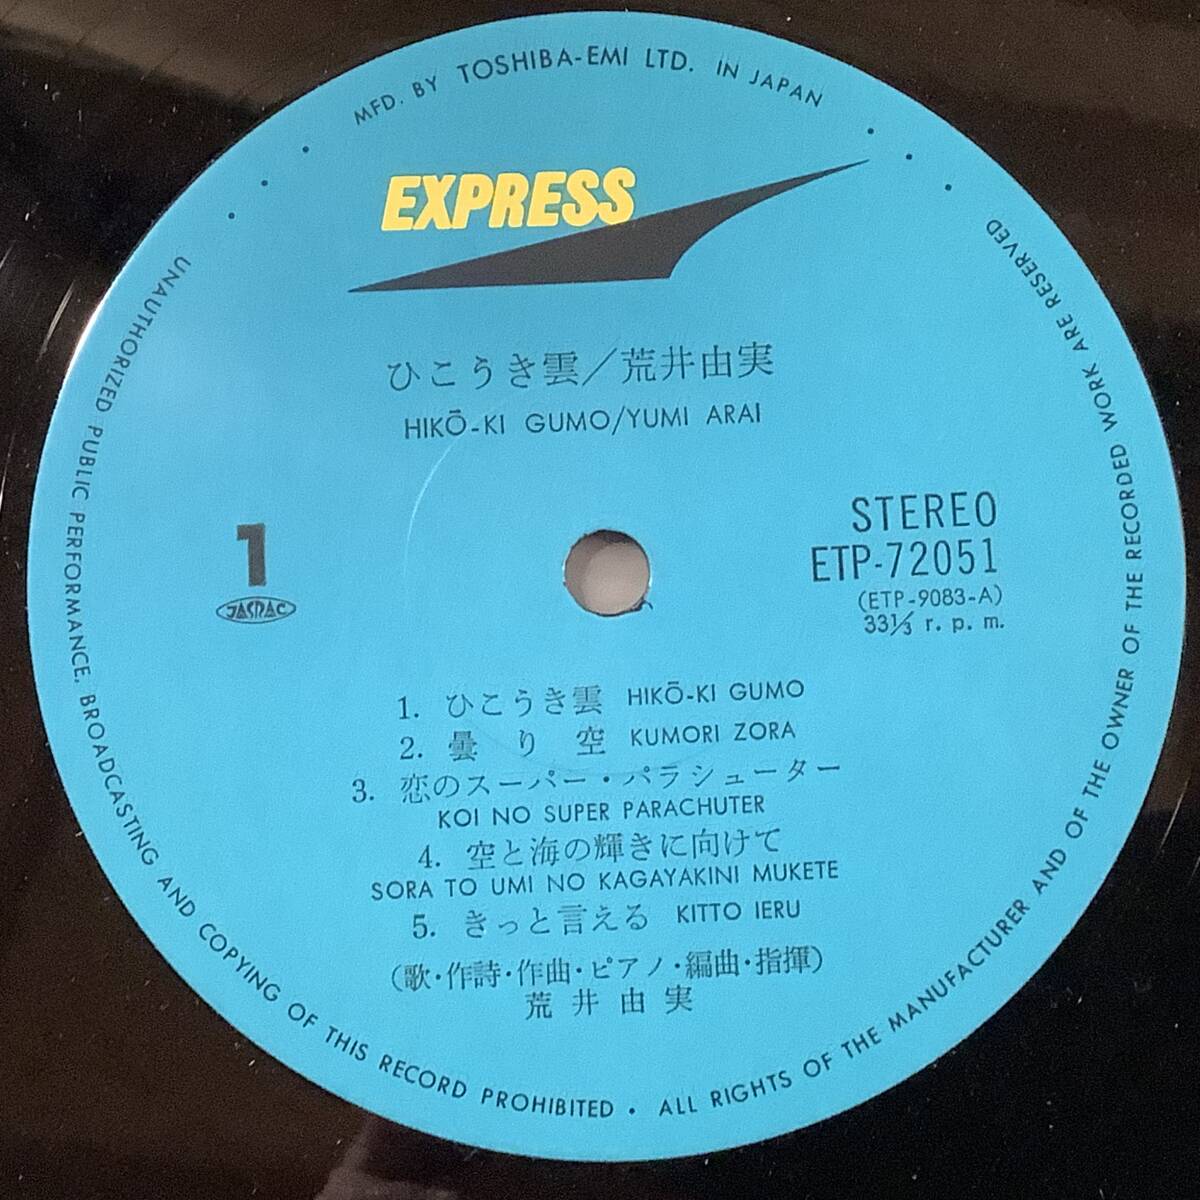 MFD. BY TOSHIBA-EMI LTD. IN JAPAN
EXPRESS
ひこうき雲／荒井由実
HIKŌ-KI GUMO/YUMI ARAI
1
JASRAC
STEREO
ETP-72051
(ETP-9083-A)
33⅓ r. p. m.
1. ひこうき雲 HIKŌ-KI GUMO
2. 曇り空 KUMORI ZORA
3. 恋のスーパー・パラシューター
KOI NO SUPER PARACHUTER
4. 空と海の輝きに向けて
SORA TO UMI NO KAGAYAKINI MUKETE
5. きっと言える KITTO IERU
(歌・作詩・作曲・ピアノ・編曲・指揮)
荒井由実
UNAUTHORIZED PUBLIC PERFORMANCE, BROADCASTING AND COPYING OF THIS RECORD PROHIBITED • ALL RIGHTS OF THE MANUFACTURER AND OF THE OWNER OF THE RECORDED WORK ARE RESERVED